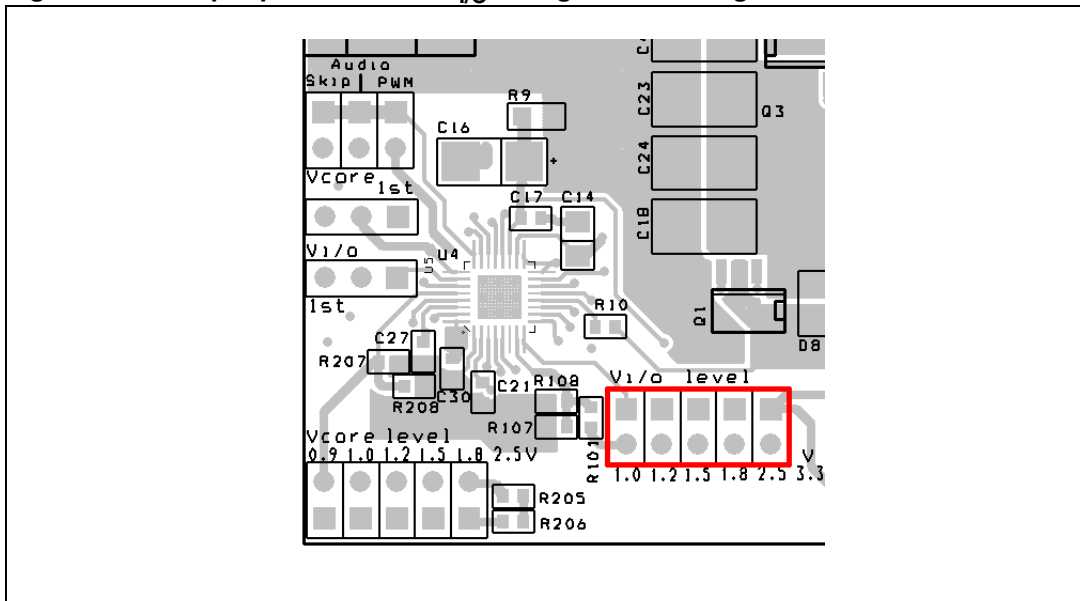 Audio
Skip | PWM
R9
C23
Q3
C16
+
C24
Vcore
1st
C17
C14
C18
Vi/o
U5
U4
1st
R10
Q1
C27
D8
R207
Vi/o level
R208
C30
C21
R108
R107
R101
Vcore level
0.9 1.0 1.2 1.5 1.8 2.5V
V
1.0 1.2 1.5 1.8 2.5 3.3
R205
R206